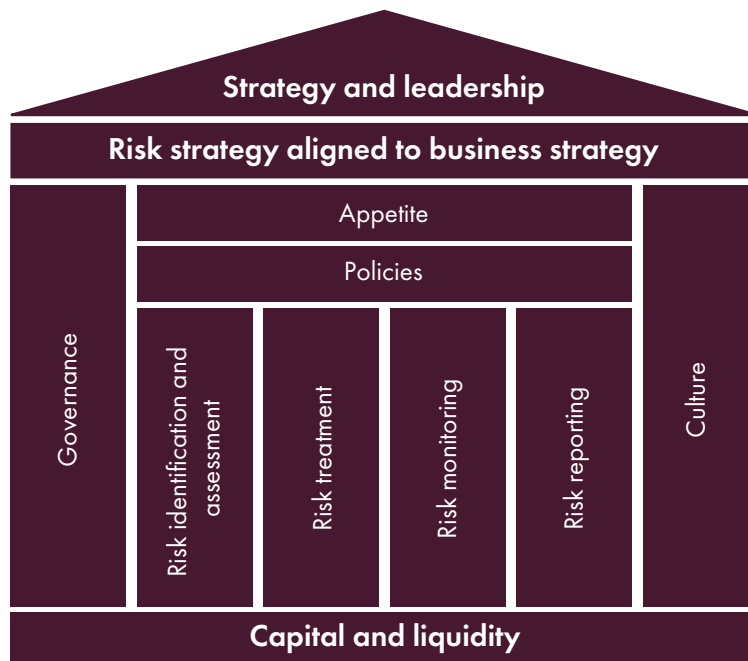 Strategy and leadership
Risk strategy aligned to business strategy
Appetite
Policies
Governance
Risk identification and
assessment
Risk treatment
Risk monitoring
Risk reporting
Culture
Capital and liquidity